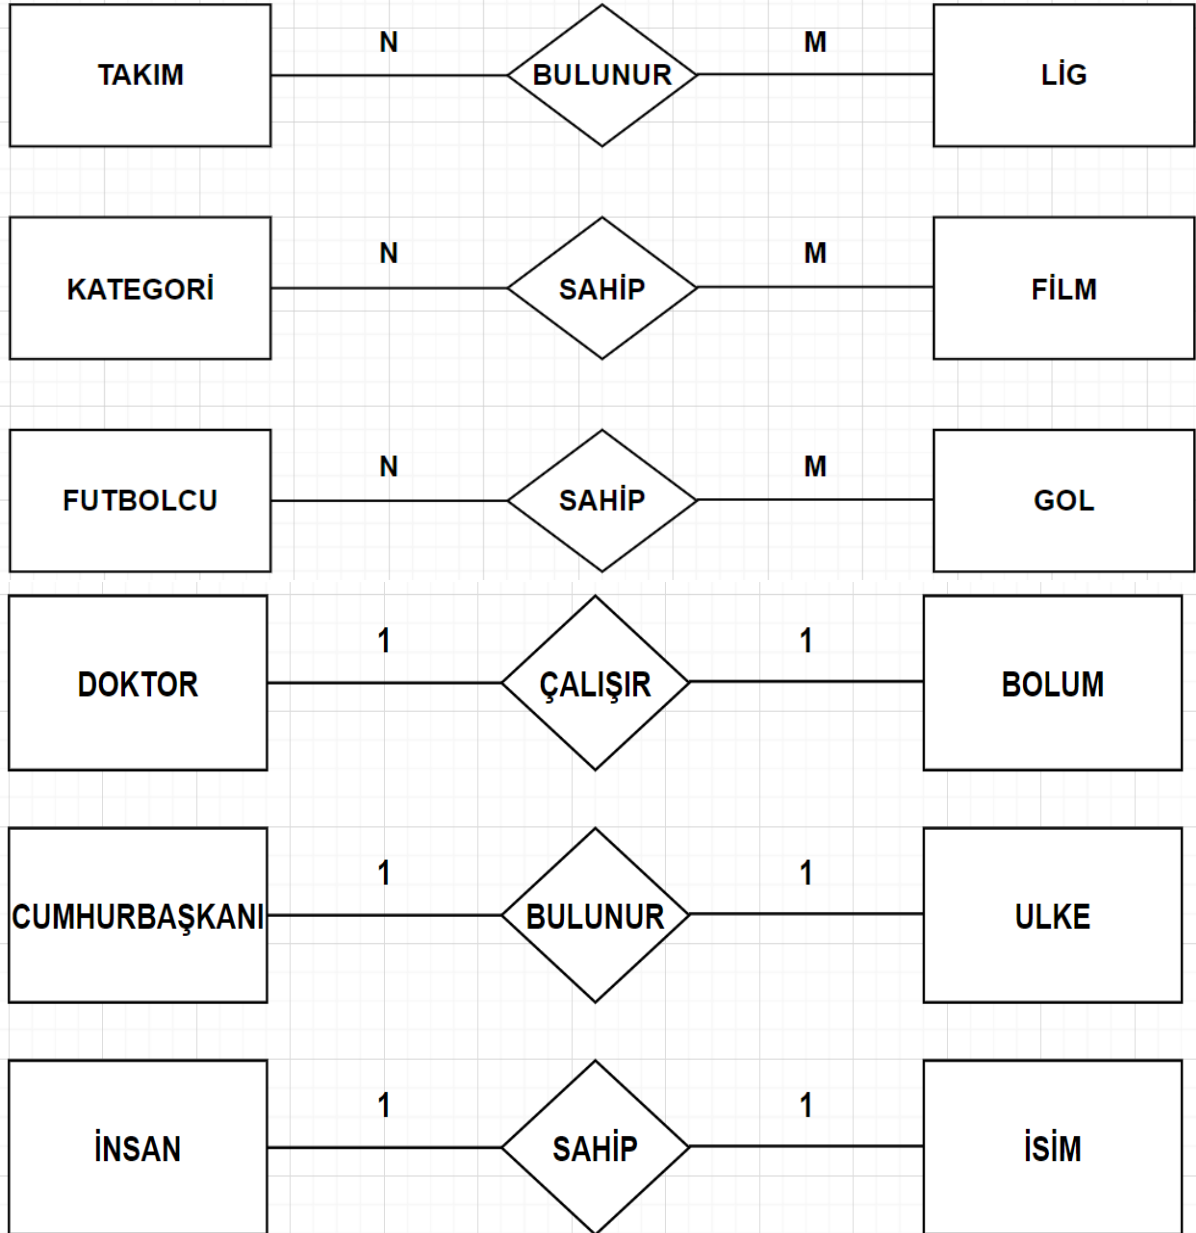 N M
TAKIM BULUNUR LİG
N M
KATEGORİ SAHİP FİLM
N M
FUTBOLCU SAHİP GOL
1 1
DOKTOR ÇALIŞIR BOLUM
1 1
CUMHURBAŞKANI BULUNUR ULKE
1 1
İNSAN SAHİP İSİM